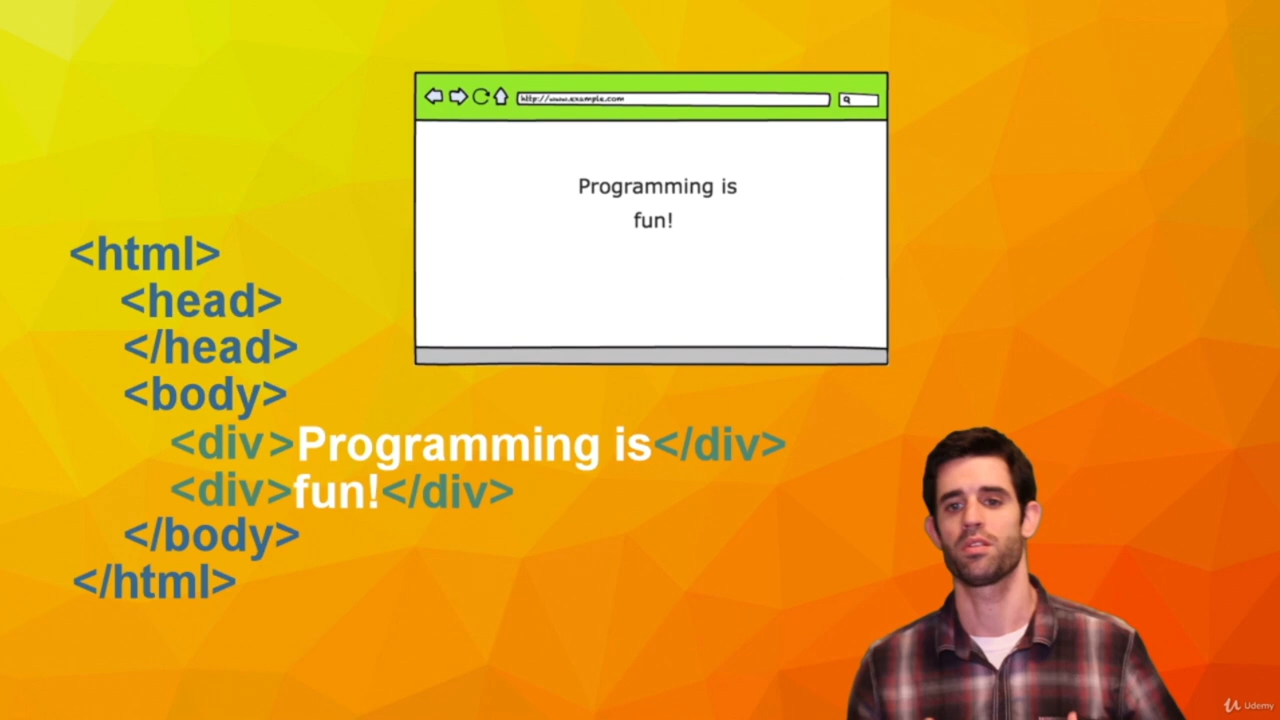 http://www.example.com
Programming is
fun!
<html>
<head>
</head>
<body>
<div>Programming is</div>
<div>fun!</div>
</body>
</html>
Udemy